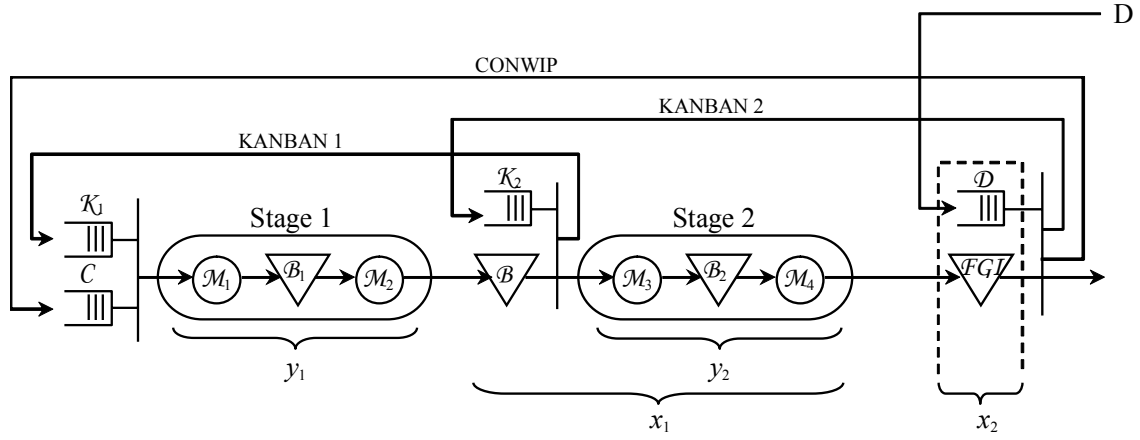 D
CONWIP
KANBAN 2
KANBAN 1
K₁
K₂
D
Stage 1
Stage 2
C
M₁
B₁
M₂
B
M₃
B₂
M₄
FGI
y₁
y₂
x₁
x₂